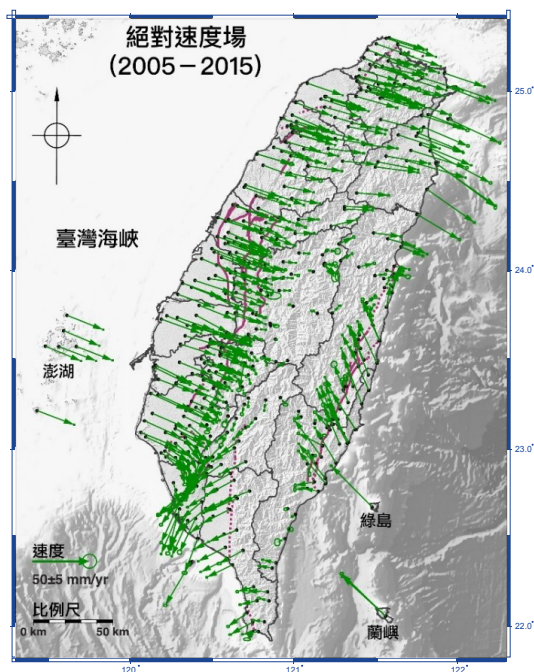 絕對速度場
(2005－2015)
25.0°
臺灣海峽
24.0°
澎湖
23.0°
綠島
速度
50±5 mm/yr
比例尺
0 km 50 km
蘭嶼
22.0°
120° 121° 122°